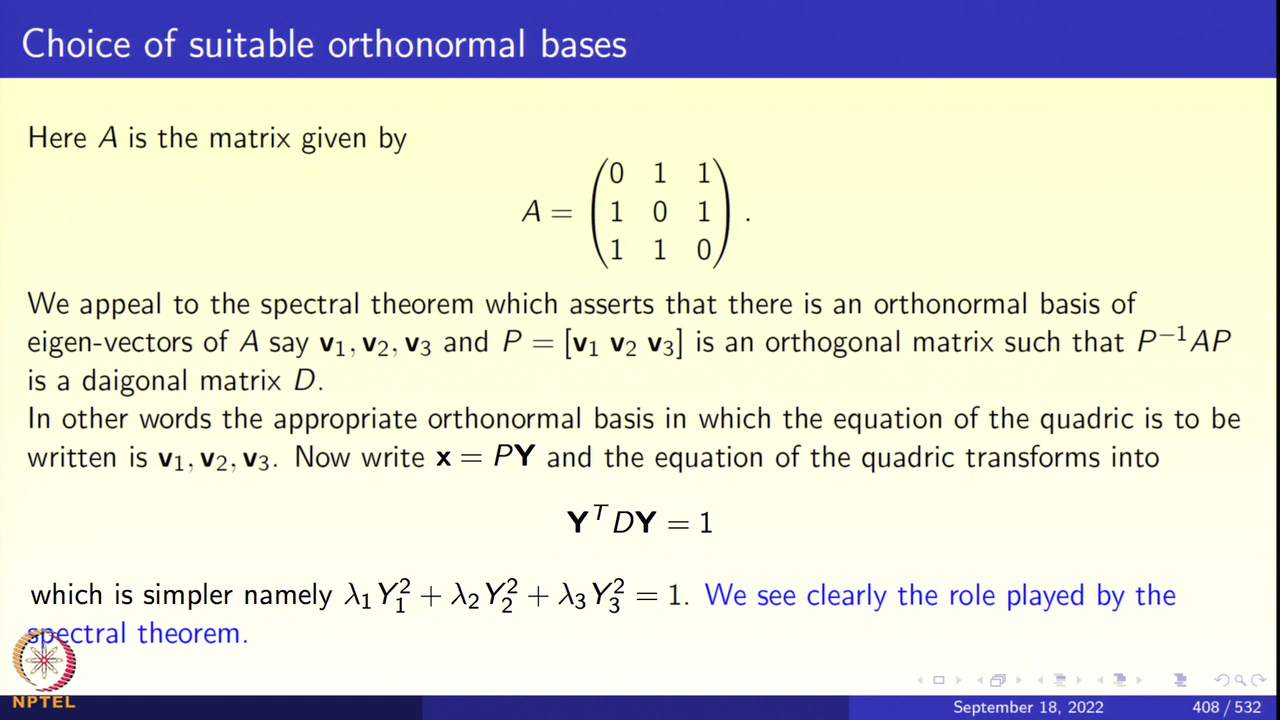 Choice of suitable orthonormal bases
Here A is the matrix given by
A = \begin{pmatrix} 0 & 1 & 1 \\ 1 & 0 & 1 \\ 1 & 1 & 0 \end{pmatrix}.
We appeal to the spectral theorem which asserts that there is an orthonormal basis of
eigen-vectors of A say v₁, v₂, v₃ and P = [v₁ v₂ v₃] is an orthogonal matrix such that P⁻¹AP
is a daigonal matrix D.
In other words the appropriate orthonormal basis in which the equation of the quadric is to be
written is v₁, v₂, v₃. Now write x = PY and the equation of the quadric transforms into
Yᵀ DY = 1
which is simpler namely λ₁Y₁² + λ₂Y₂² + λ₃Y₃² = 1. We see clearly the role played by the
spectral theorem.
NPTEL
September 18, 2022 408 / 532